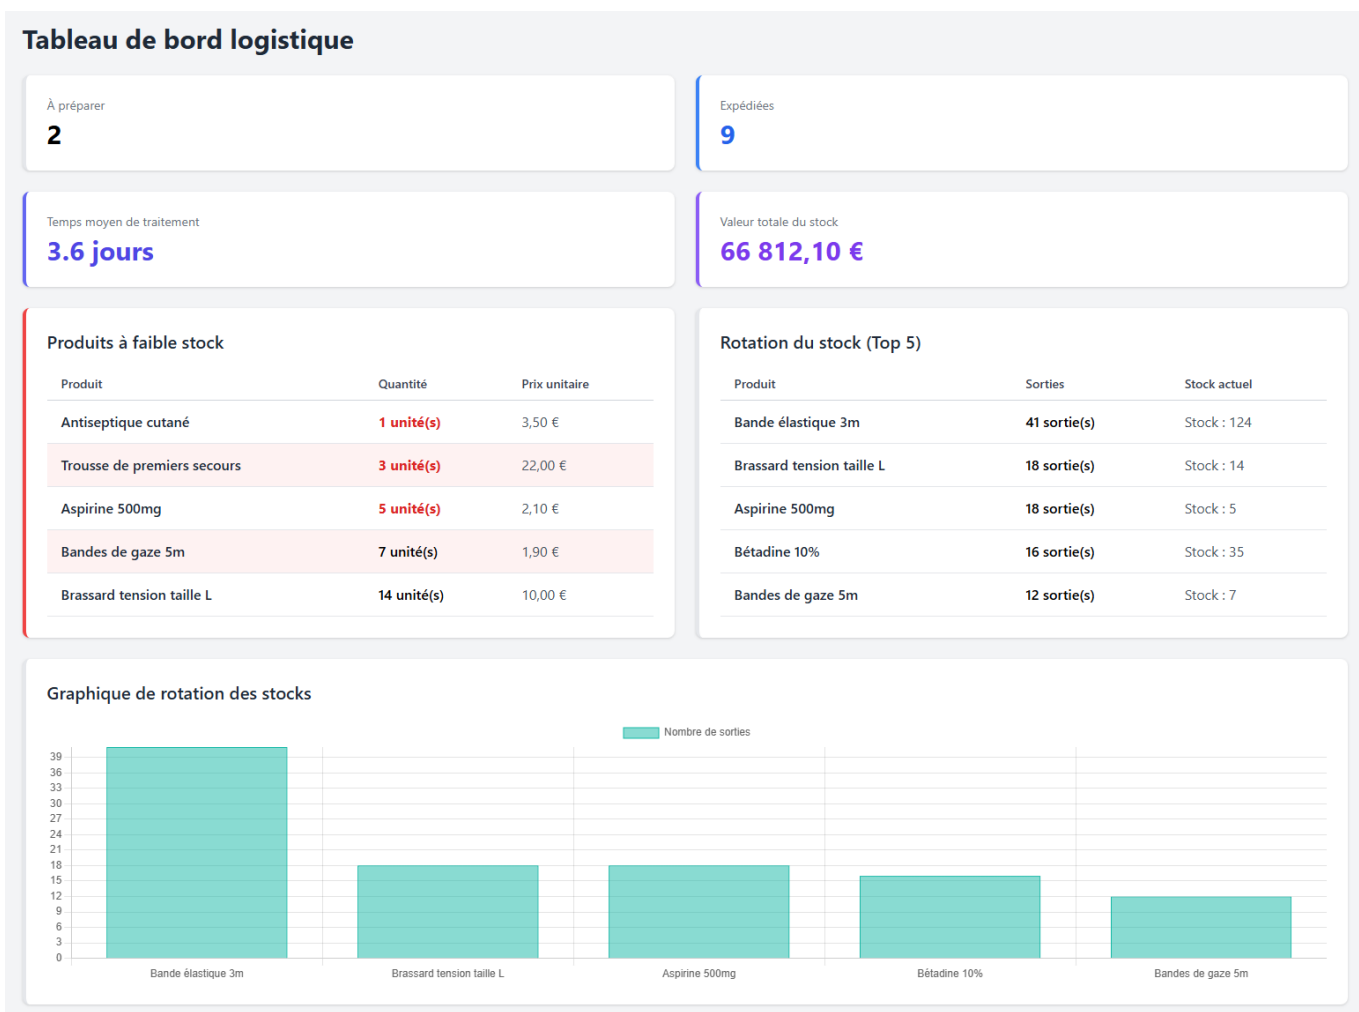 Tableau de bord logistique
À préparer
2
Expédiées
9
Temps moyen de traitement
3.6 jours
Valeur totale du stock
66 812,10 €
Produits à faible stock
Produit Quantité Prix unitaire
Antiseptique cutané 1 unité(s) 3,50 €
Trousse de premiers secours 3 unité(s) 22,00 €
Aspirine 500mg 5 unité(s) 2,10 €
Bandes de gaze 5m 7 unité(s) 1,90 €
Brassard tension taille L 14 unité(s) 10,00 €
Rotation du stock (Top 5)
Produit Sorties Stock actuel
Bande élastique 3m 41 sortie(s) Stock : 124
Brassard tension taille L 18 sortie(s) Stock : 14
Aspirine 500mg 18 sortie(s) Stock : 5
Bétadine 10% 16 sortie(s) Stock : 35
Bandes de gaze 5m 12 sortie(s) Stock : 7
Graphique de rotation des stocks
Nombre de sorties
39
36
33
30
27
24
21
18
15
12
9
6
3
0
Bande élastique 3m Brassard tension taille L Aspirine 500mg Bétadine 10% Bandes de gaze 5m